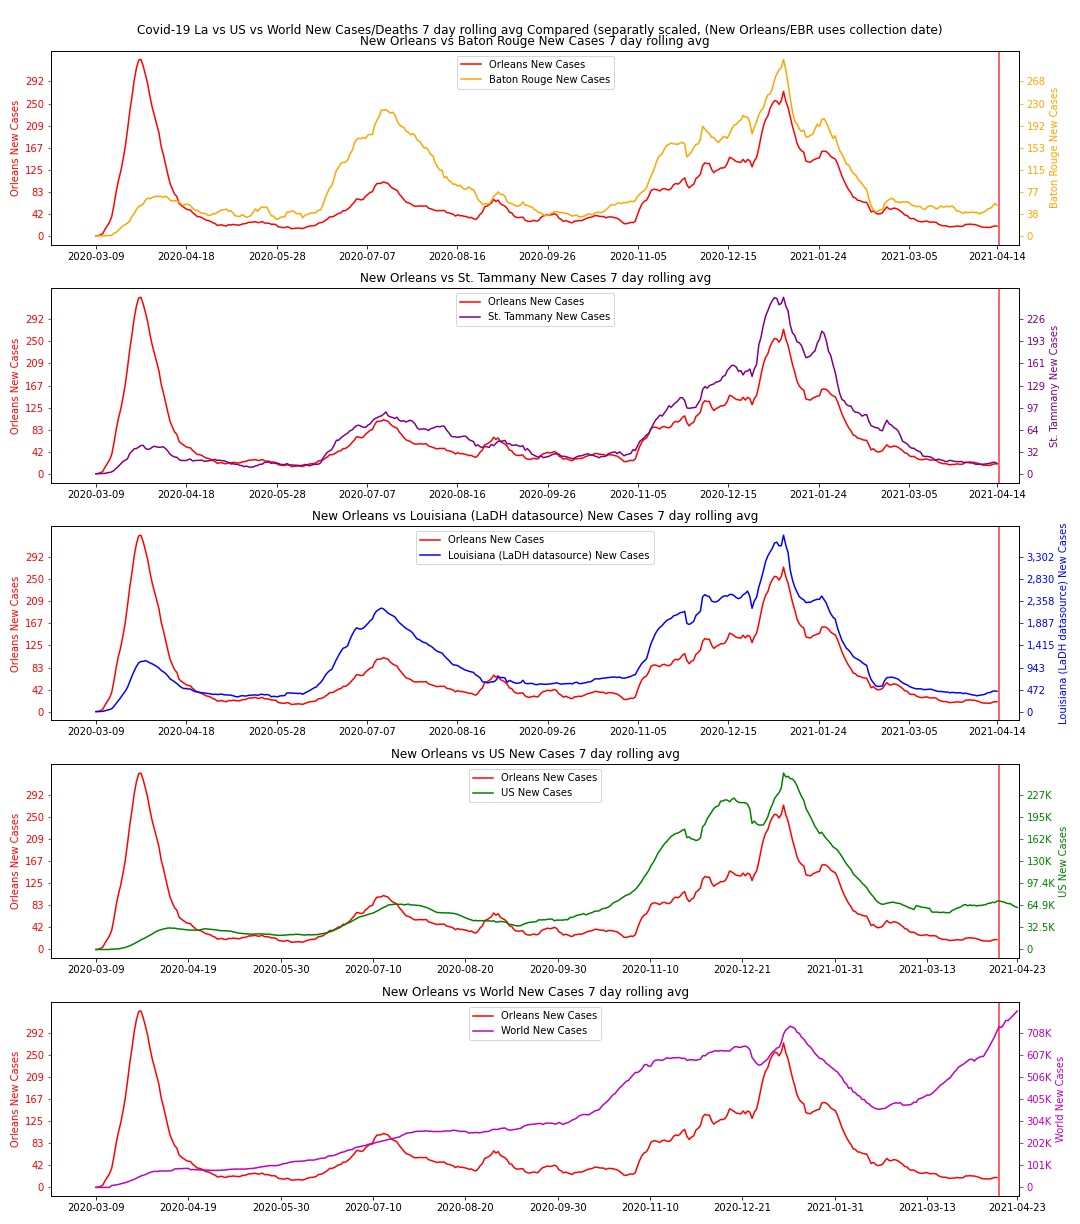 Covid-19 La vs US vs World New Cases/Deaths 7 day rolling avg Compared (separatly scaled, (New Orleans/EBR uses collection date)
New Orleans vs Baton Rouge New Cases 7 day rolling avg
Orleans New Cases
Baton Rouge New Cases
Orleans New Cases
292
250
209
167
125
83
42
0
268
230
192
153
115
77
38
0
Baton Rouge New Cases
2020-03-09 2020-04-18 2020-05-28 2020-07-07 2020-08-16 2020-09-26 2020-11-05 2020-12-15 2021-01-24 2021-03-05 2021-04-14
New Orleans vs St. Tammany New Cases 7 day rolling avg
Orleans New Cases
St. Tammany New Cases
Orleans New Cases
292
250
209
167
125
83
42
0
226
193
161
129
97
64
32
0
St. Tammany New Cases
2020-03-09 2020-04-18 2020-05-28 2020-07-07 2020-08-16 2020-09-26 2020-11-05 2020-12-15 2021-01-24 2021-03-05 2021-04-14
New Orleans vs Louisiana (LaDH datasource) New Cases 7 day rolling avg
Orleans New Cases
Louisiana (LaDH datasource) New Cases
Orleans New Cases
292
250
209
167
125
83
42
0
3,302
2,830
2,358
1,887
1,415
943
472
0
Louisiana (LaDH datasource) New Cases
2020-03-09 2020-04-18 2020-05-28 2020-07-07 2020-08-16 2020-09-26 2020-11-05 2020-12-15 2021-01-24 2021-03-05 2021-04-14
New Orleans vs US New Cases 7 day rolling avg
Orleans New Cases
US New Cases
Orleans New Cases
292
250
209
167
125
83
42
0
227K
195K
162K
130K
97.4K
64.9K
32.5K
0
US New Cases
2020-03-09 2020-04-19 2020-05-30 2020-07-10 2020-08-20 2020-09-30 2020-11-10 2020-12-21 2021-01-31 2021-03-13 2021-04-23
New Orleans vs World New Cases 7 day rolling avg
Orleans New Cases
World New Cases
Orleans New Cases
292
250
209
167
125
83
42
0
708K
607K
506K
405K
304K
202K
101K
0
World New Cases
2020-03-09 2020-04-19 2020-05-30 2020-07-10 2020-08-20 2020-09-30 2020-11-10 2020-12-21 2021-01-31 2021-03-13 2021-04-23